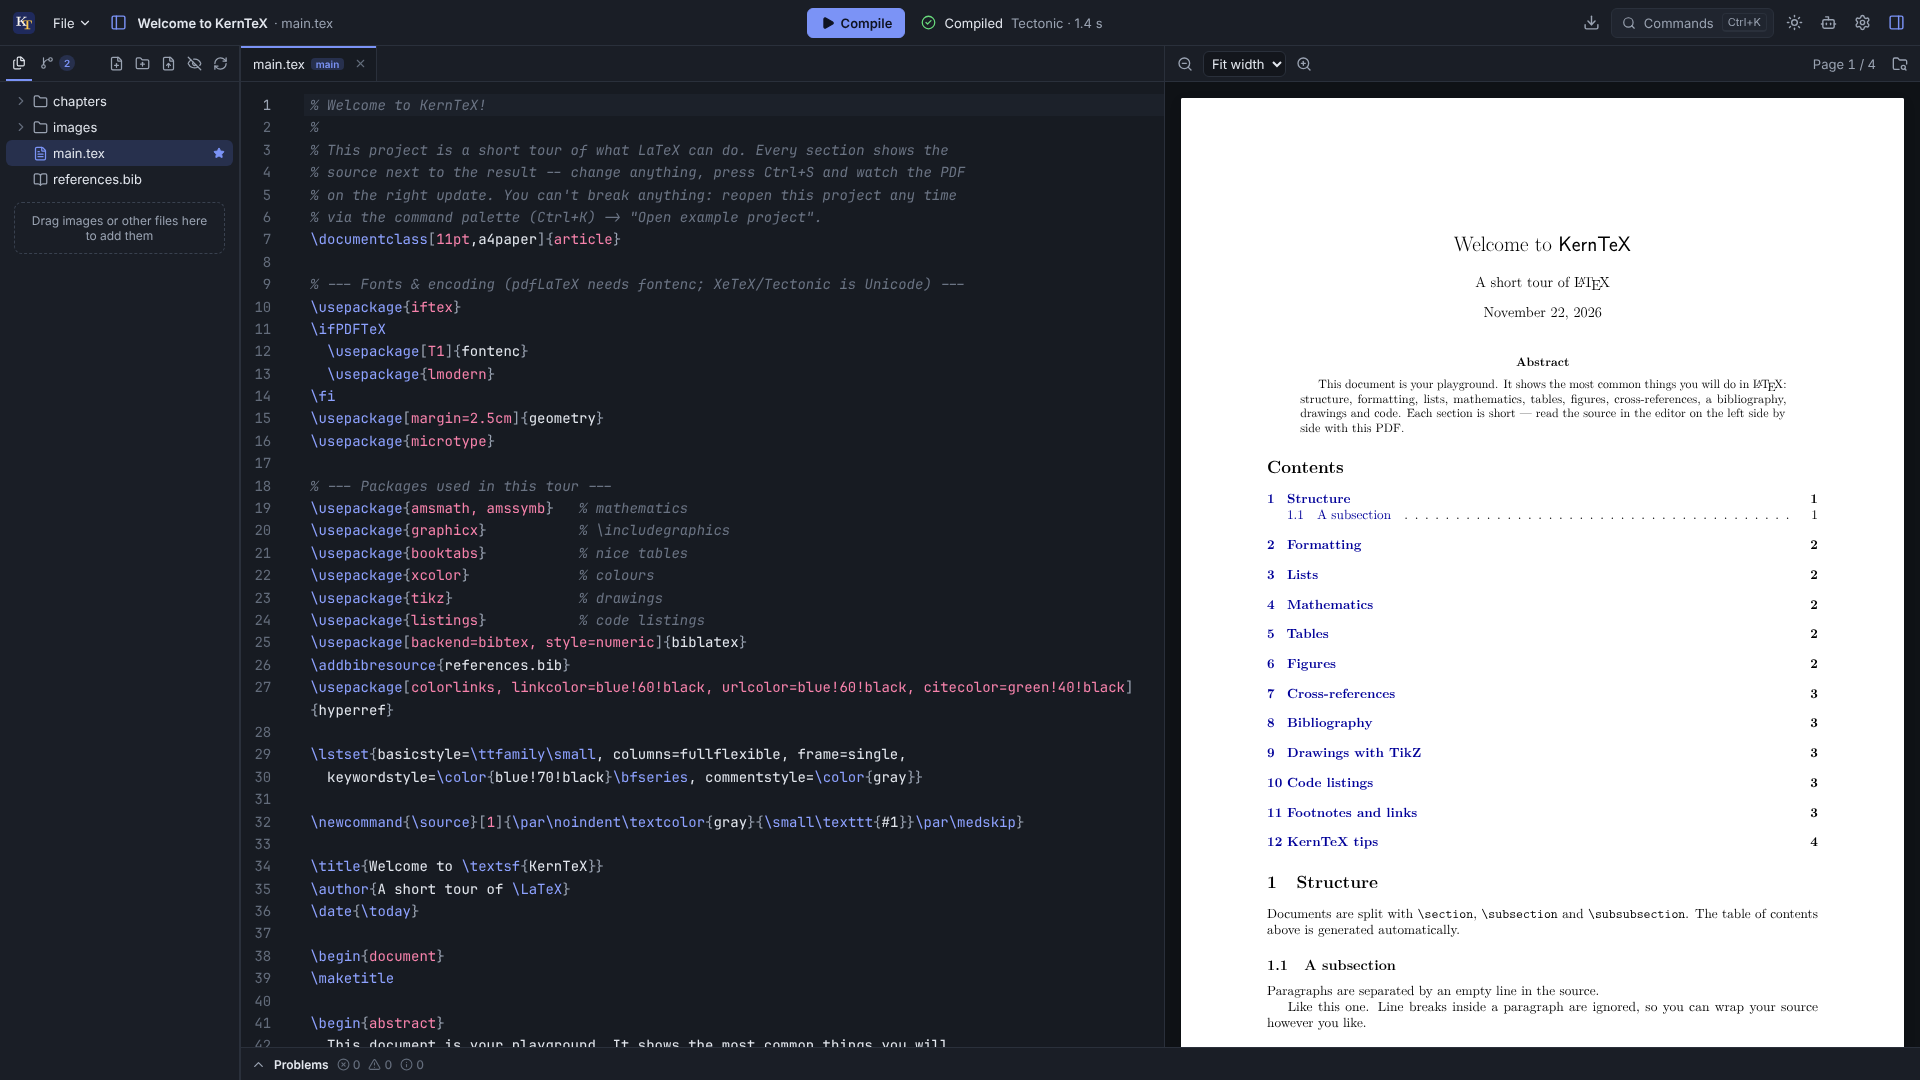 KT File Welcome to KernTeX · main.tex Compile Compiled Tectonic · 1.4 s Commands Ctrl+K
2
main.tex main
Fit width
Page 1 / 4
chapters
images
main.tex
references.bib
Drag images or other files here
to add them
1 % Welcome to KernTeX!
2 %
3 % This project is a short tour of what LaTeX can do. Every section shows the
4 % source next to the result -- change anything, press Ctrl+S and watch the PDF
5 % on the right update. You can't break anything: reopen this project any time
6 % via the command palette (Ctrl+K) -> "Open example project".
7 \documentclass[11pt,a4paper]{article}
8
9 % --- Fonts & encoding (pdfLaTeX needs fontenc; XeTeX/Tectonic is Unicode) ---
10 \usepackage{iftex}
11 \ifPDFTeX
12 \usepackage[T1]{fontenc}
13 \usepackage{lmodern}
14 \fi
15 \usepackage[margin=2.5cm]{geometry}
16 \usepackage{microtype}
17
18 % --- Packages used in this tour ---
19 \usepackage{amsmath, amssymb} % mathematics
20 \usepackage{graphicx} % \includegraphics
21 \usepackage{booktabs} % nice tables
22 \usepackage{xcolor} % colours
23 \usepackage{tikz} % drawings
24 \usepackage{listings} % code listings
25 \usepackage[backend=bibtex, style=numeric]{biblatex}
26 \addbibresource{references.bib}
27 \usepackage[colorlinks, linkcolor=blue!60!black, urlcolor=blue!60!black, citecolor=green!40!black]
{hyperref}
28
29 \lstset{basicstyle=\ttfamily\small, columns=fullflexible, frame=single,
30 keywordstyle=\color{blue!70!black}\bfseries, commentstyle=\color{gray}}
31
32 \newcommand{\source}[1]{\par\noindent\textcolor{gray}{\small\texttt{#1}}\par\medskip}
33
34 \title{Welcome to \textsf{KernTeX}}
35 \author{A short tour of \LaTeX}
36 \date{\today}
37
38 \begin{document}
39 \maketitle
40
41 \begin{abstract}
42 This document is your playground. It shows the most common things you will
Welcome to KernTeX
A short tour of LaTeX
November 22, 2026
Abstract
This document is your playground. It shows the most common things you will do in LaTeX:
structure, formatting, lists, mathematics, tables, figures, cross-references, a bibliography,
drawings and code. Each section is short — read the source in the editor on the left side by
side with this PDF.
Contents
1 Structure 1
1.1 A subsection . . . . . . . . . . . . . . . . . . . . . . . . . . . . . . . . . . . . . . 1
2 Formatting 2
3 Lists 2
4 Mathematics 2
5 Tables 2
6 Figures 2
7 Cross-references 3
8 Bibliography 3
9 Drawings with TikZ 3
10 Code listings 3
11 Footnotes and links 3
12 KernTeX tips 4
1 Structure
Documents are split with \section, \subsection and \subsubsection. The table of contents
above is generated automatically.
1.1 A subsection
Paragraphs are separated by an empty line in the source.
Like this one. Line breaks inside a paragraph are ignored, so you can wrap your source
however you like.
Problems 0 0 0